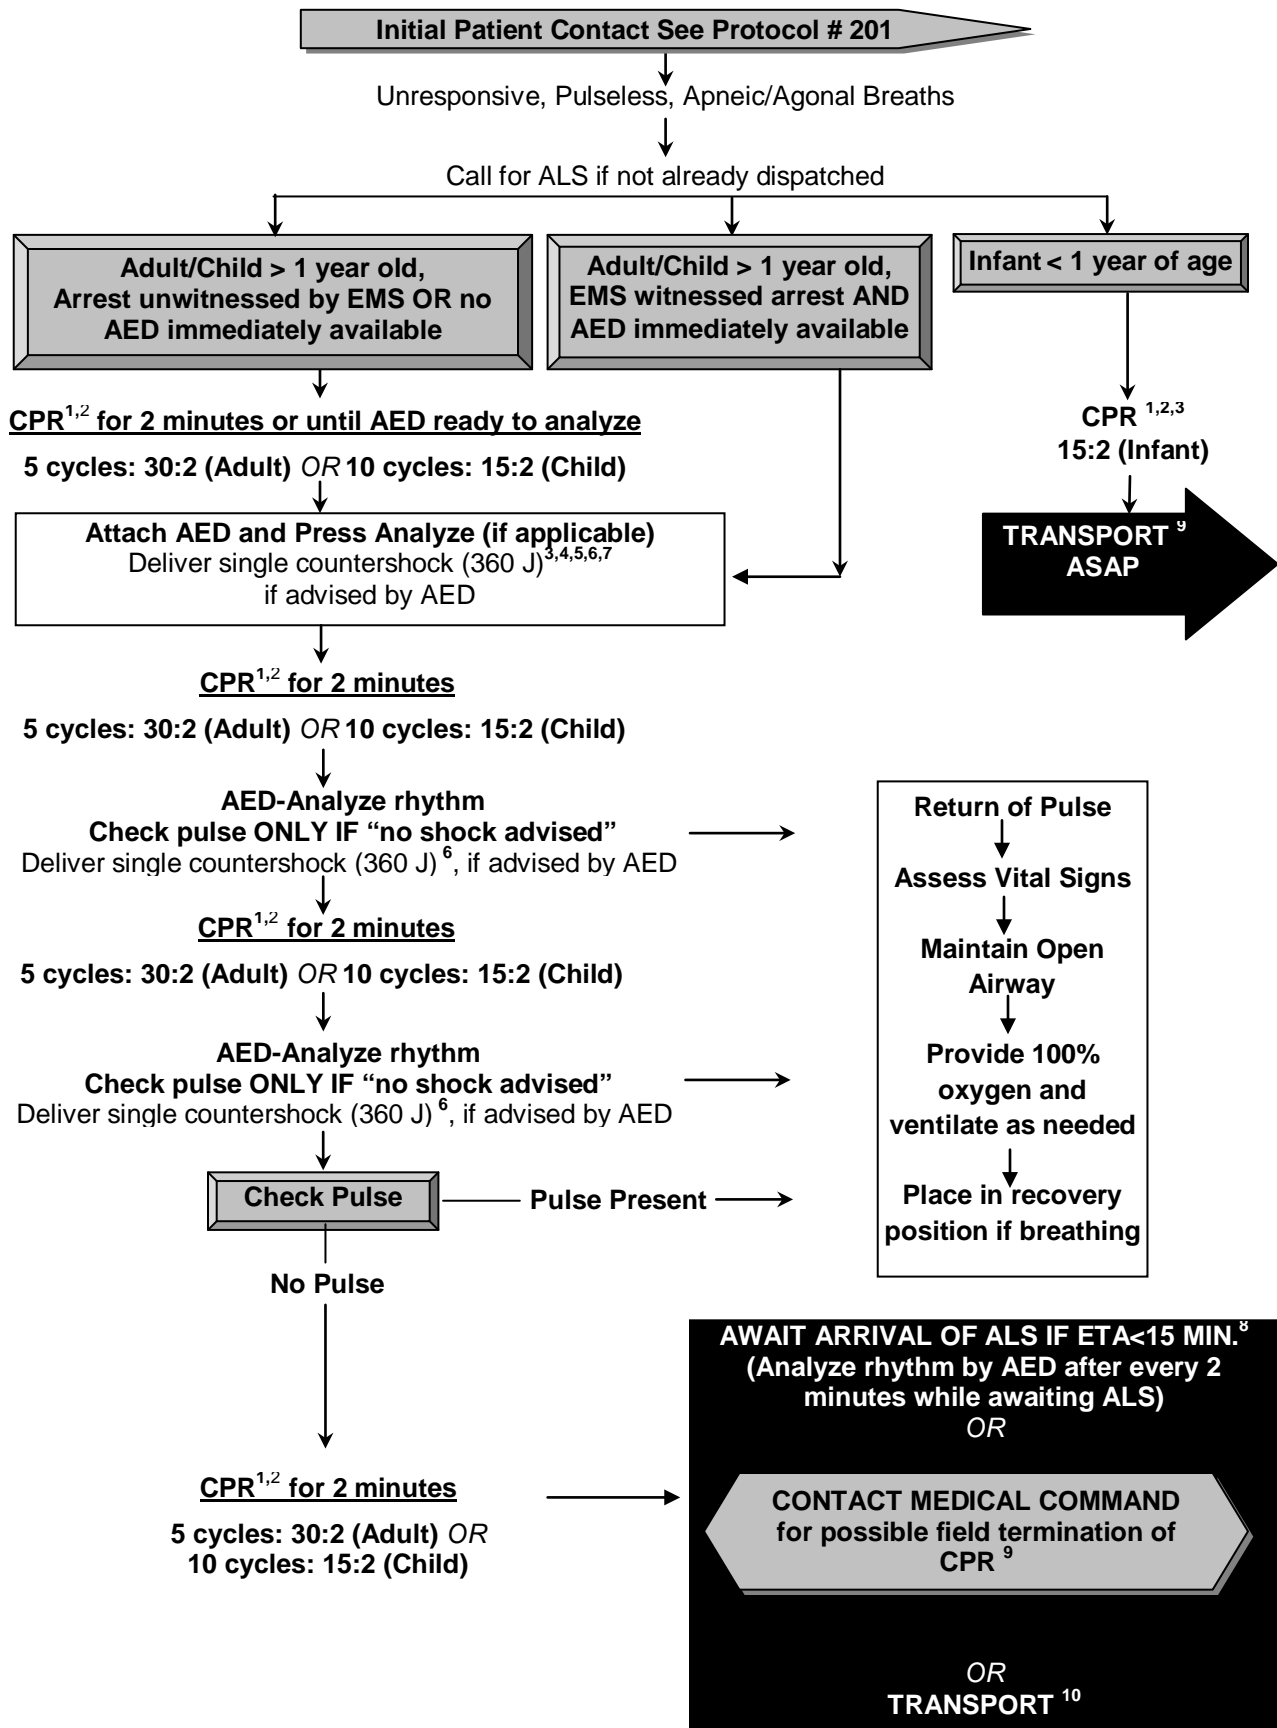 Initial Patient Contact See Protocol # 201
Unresponsive, Pulseless, Apneic/Agonal Breaths
Call for ALS if not already dispatched
Adult/Child > 1 year old,
Arrest unwitnessed by EMS OR no
AED immediately available
Adult/Child > 1 year old,
EMS witnessed arrest AND
AED immediately available
Infant < 1 year of age
CPR1,2 for 2 minutes or until AED ready to analyze
5 cycles: 30:2 (Adult) OR 10 cycles: 15:2 (Child)
CPR 1,2,3
15:2 (Infant)
Attach AED and Press Analyze (if applicable)
Deliver single countershock (360 J)3,4,5,6,7
if advised by AED
TRANSPORT 9
ASAP
CPR1,2 for 2 minutes
5 cycles: 30:2 (Adult) OR 10 cycles: 15:2 (Child)
AED-Analyze rhythm
Check pulse ONLY IF “no shock advised”
Deliver single countershock (360 J) 6, if advised by AED
CPR1,2 for 2 minutes
5 cycles: 30:2 (Adult) OR 10 cycles: 15:2 (Child)
AED-Analyze rhythm
Check pulse ONLY IF “no shock advised”
Deliver single countershock (360 J) 6, if advised by AED
Return of Pulse
Assess Vital Signs
Maintain Open
Airway
Provide 100%
oxygen and
ventilate as needed
Place in recovery
position if breathing
Check Pulse
Pulse Present
No Pulse
CPR1,2 for 2 minutes
5 cycles: 30:2 (Adult) OR
10 cycles: 15:2 (Child)
AWAIT ARRIVAL OF ALS IF ETA<15 MIN.8
(Analyze rhythm by AED after every 2
minutes while awaiting ALS)
OR
CONTACT MEDICAL COMMAND
for possible field termination of
CPR 9
OR
TRANSPORT 10